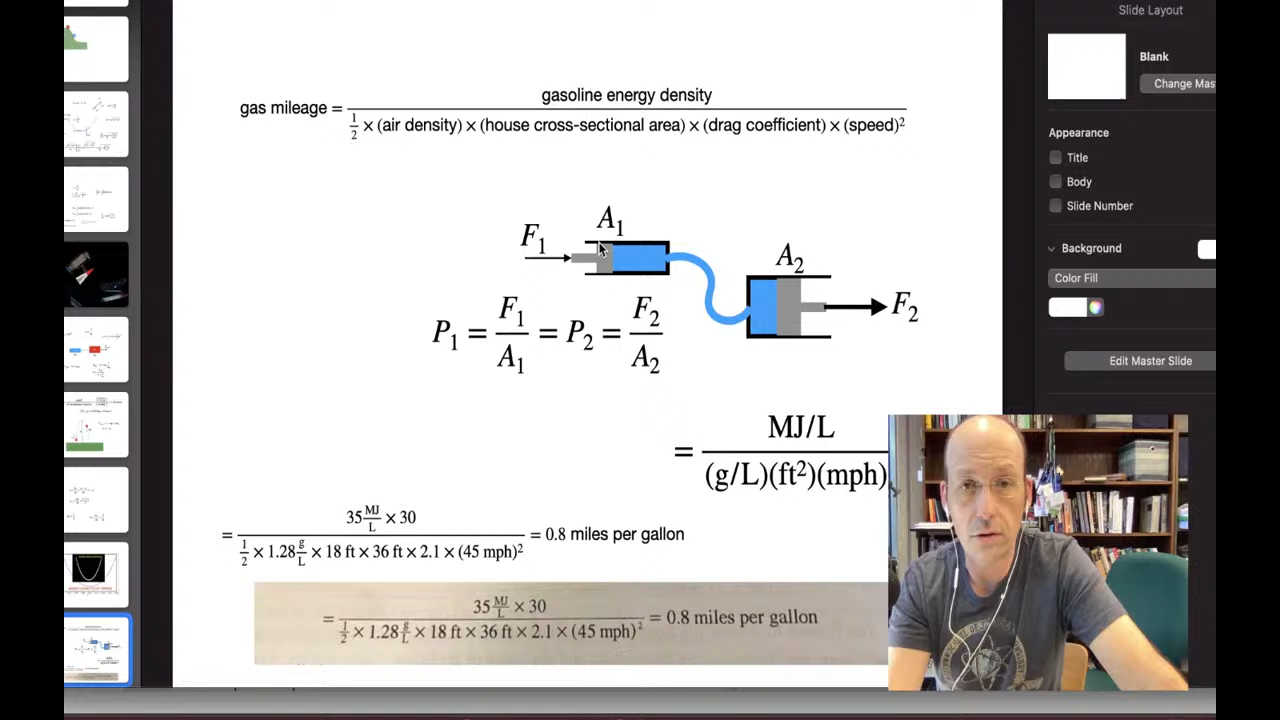 Slide Layout
Blank
Change Mas
Appearance
Title
Body
Slide Number
Background
Color Fill
Edit Master Slide
gas mileage = gasoline energy density / ½ × (air density) × (house cross-sectional area) × (drag coefficient) × (speed)²
A₁
F₁
A₂
F₂
P₁ = F₁/A₁ = P₂ = F₂/A₂
= MJ/L / (g/L)(ft²)(mph)
= 35 MJ/L × 30 / ½ × 1.28 g/L × 18 ft × 36 ft × 2.1 × (45 mph)² = 0.8 miles per gallon
= 35 MJ/L × 30 / ½ × 1.28 g/L × 18 ft × 36 ft × 2.1 × (45 mph)² = 0.8 miles per gallon